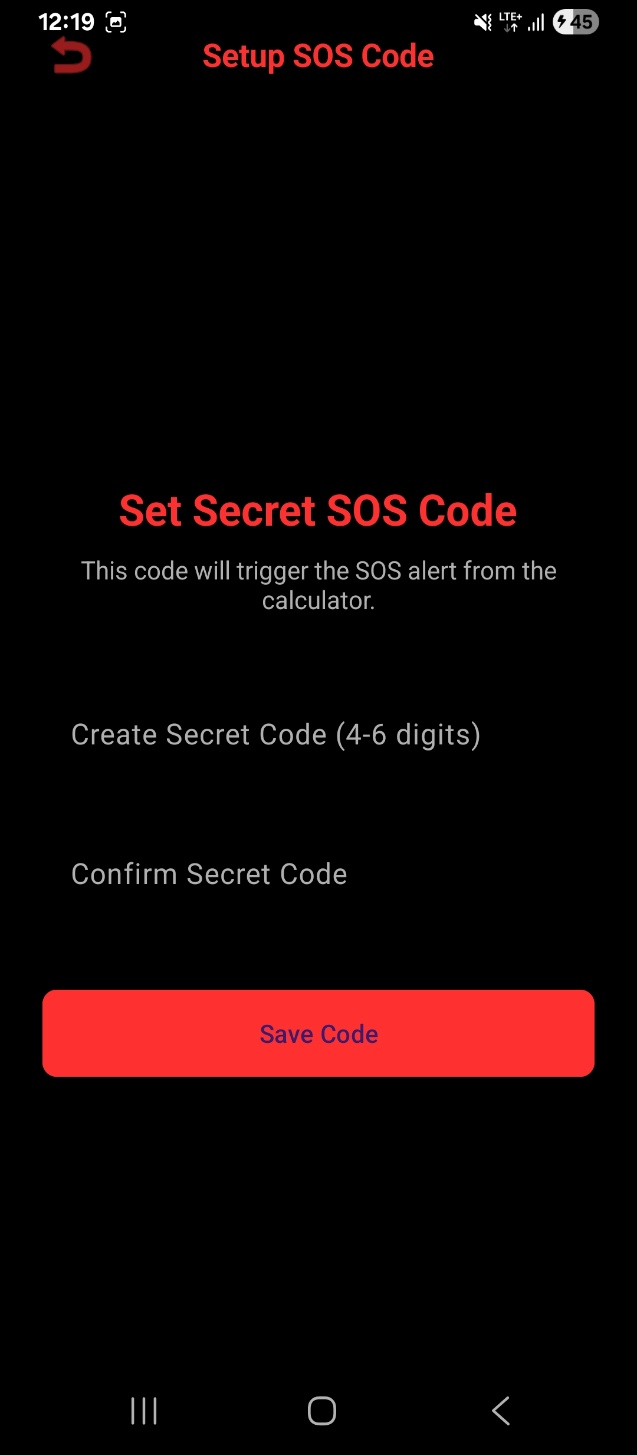 12:19
LTE+
45
Setup SOS Code
Set Secret SOS Code
This code will trigger the SOS alert from the
calculator.
Create Secret Code (4-6 digits)
Confirm Secret Code
Save Code